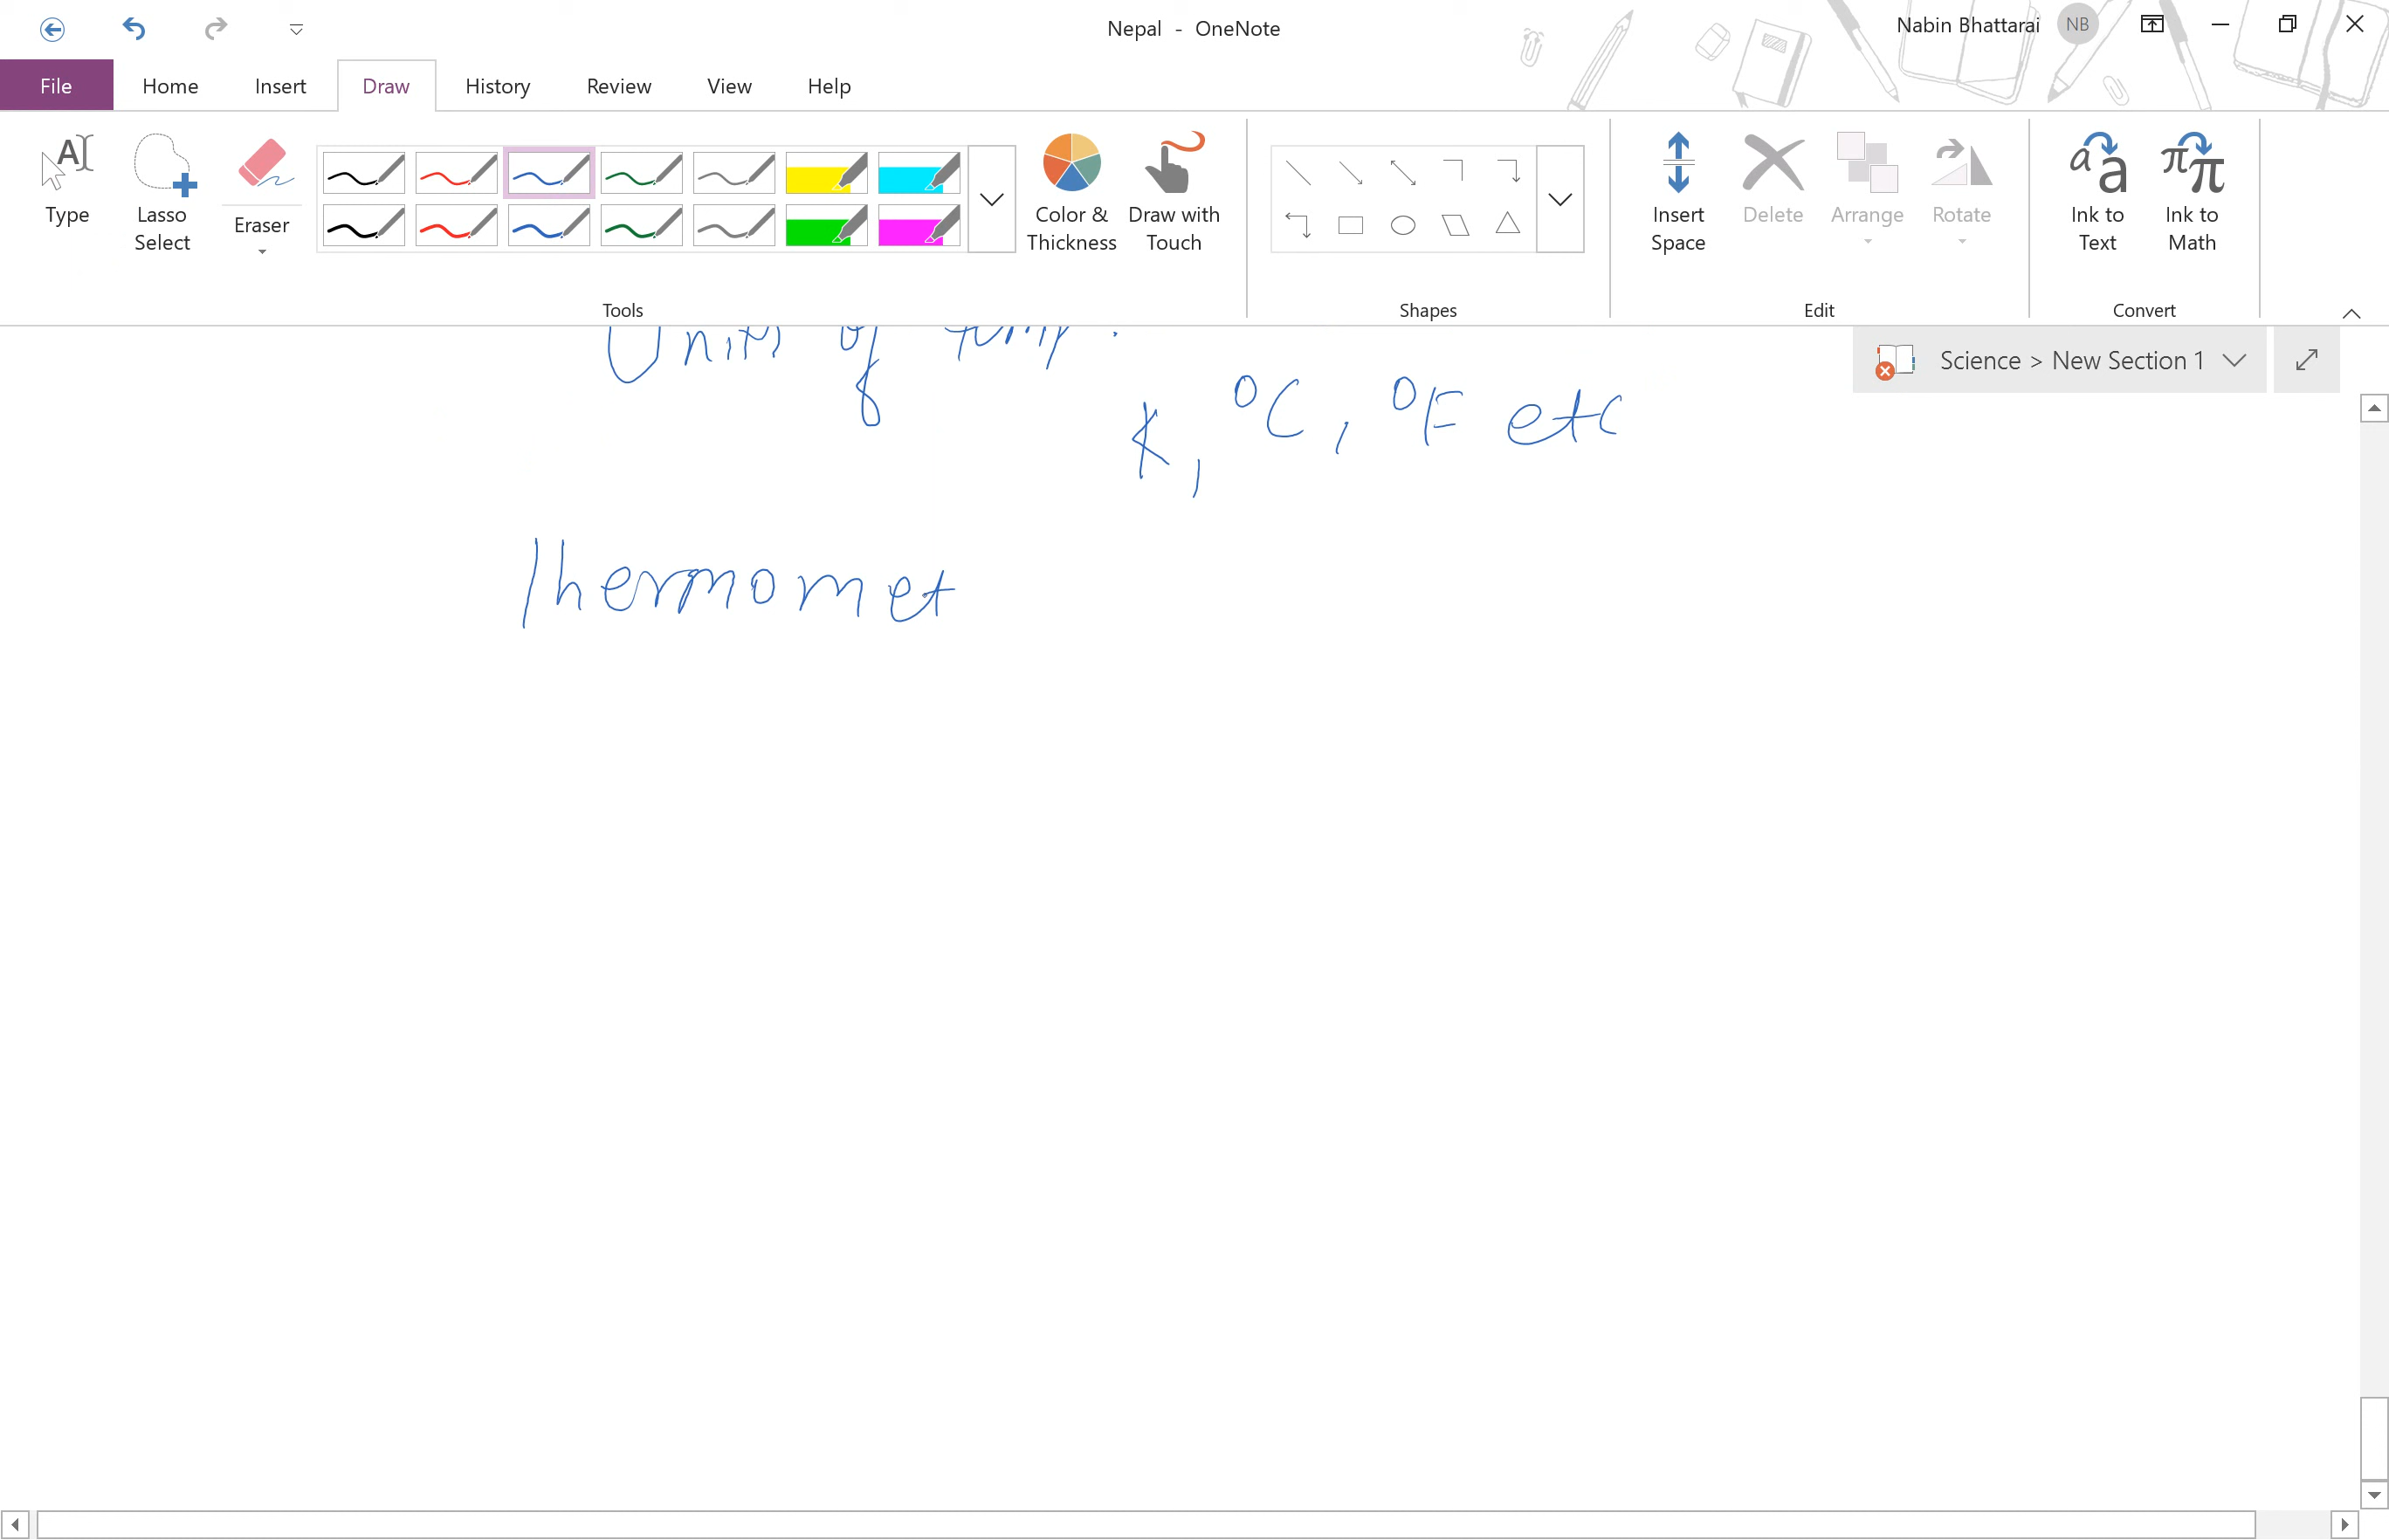 Nepal - OneNote
Nabin Bhattarai NB
File Home Insert Draw History Review View Help
Type
Lasso Select
Eraser
Color & Thickness
Draw with Touch
Insert Space
Delete
Arrange
Rotate
Ink to Text
Ink to Math
Tools Shapes Edit Convert
Science > New Section 1
Units of temp.
K, °C, °F etc
Thermomet